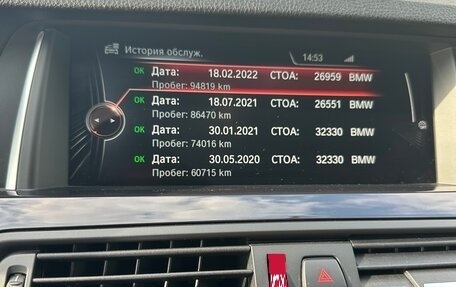 История обслуж.
14:53
OK Дата: 18.02.2022 СТОА: 26959 BMW
Пробег: 94819 km
OK Дата: 18.07.2021 СТОА: 26551 BMW
Пробег: 86470 km
OK Дата: 30.01.2021 СТОА: 32330 BMW
Пробег: 74016 km
OK Дата: 30.05.2020 СТОА: 32330 BMW
Пробег: 60715 km